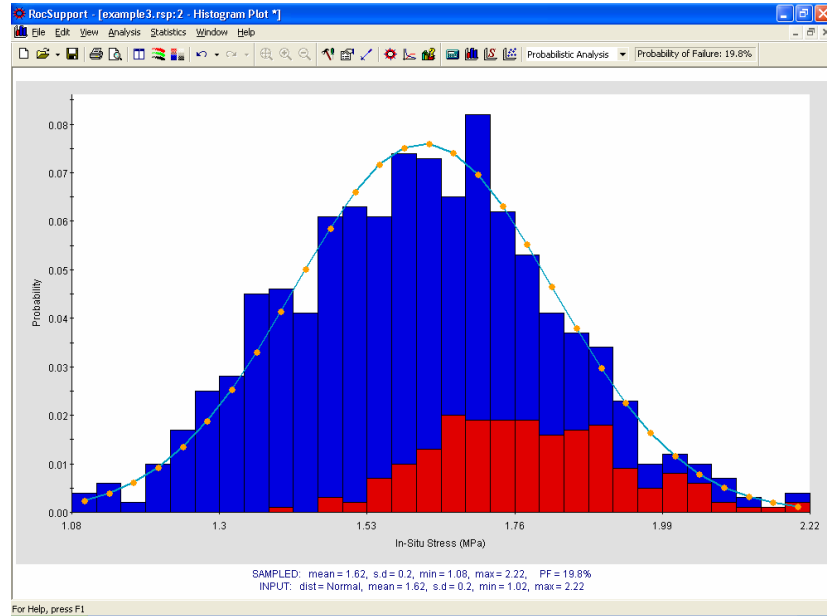 RocSupport - [example3.rsp:2 - Histogram Plot *]
File Edit View Analysis Statistics Window Help
Probabilistic Analysis Probability of Failure: 19.8%
0.08
0.07
0.06
0.05
0.04
0.03
0.02
0.01
0.00
Probability
1.08 1.3 1.53 1.76 1.99 2.22
In-Situ Stress (MPa)
SAMPLED: mean = 1.62, s.d = 0.2, min = 1.08, max = 2.22, PF = 19.8%
INPUT: dist = Normal, mean = 1.62, s.d = 0.2, min = 1.02, max = 2.22
For Help, press F1